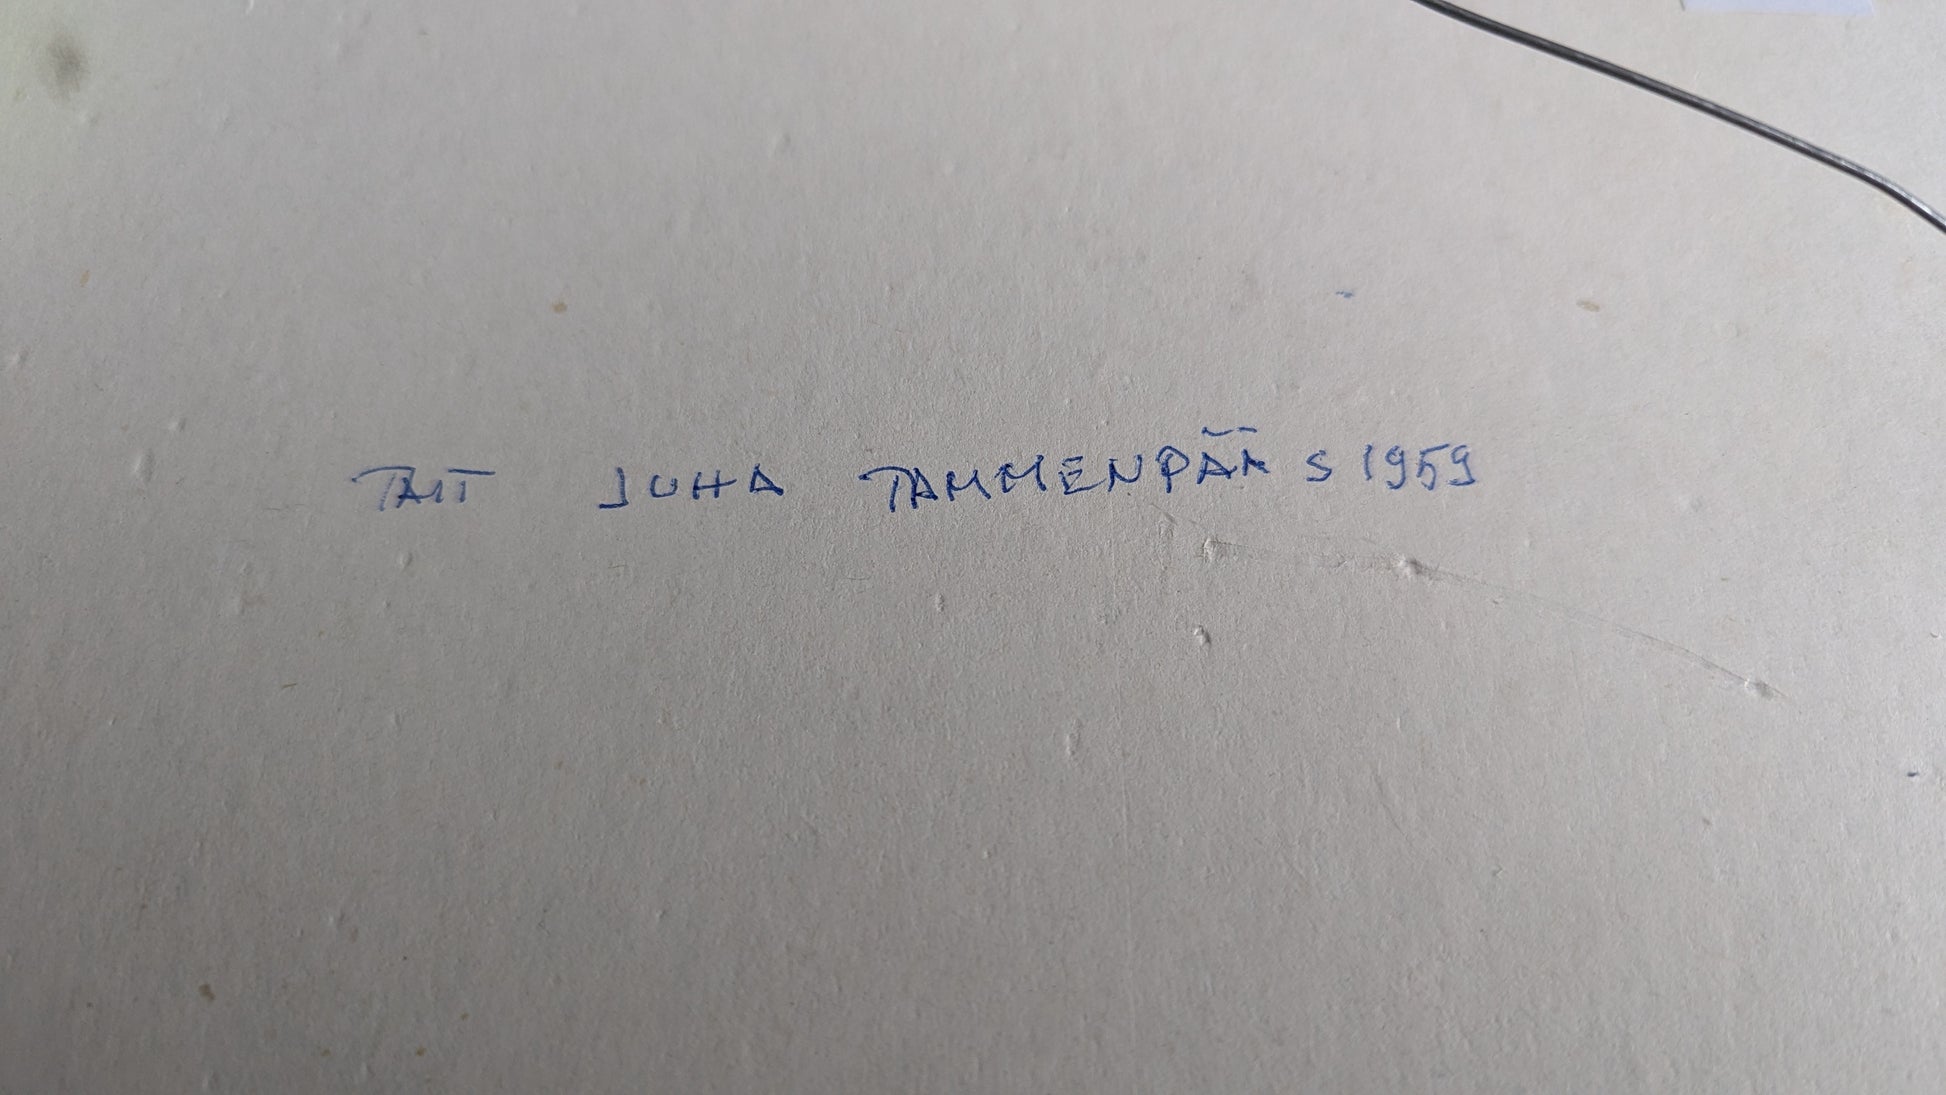 TAIT JUHA TAMMENPÄÄ S 1959